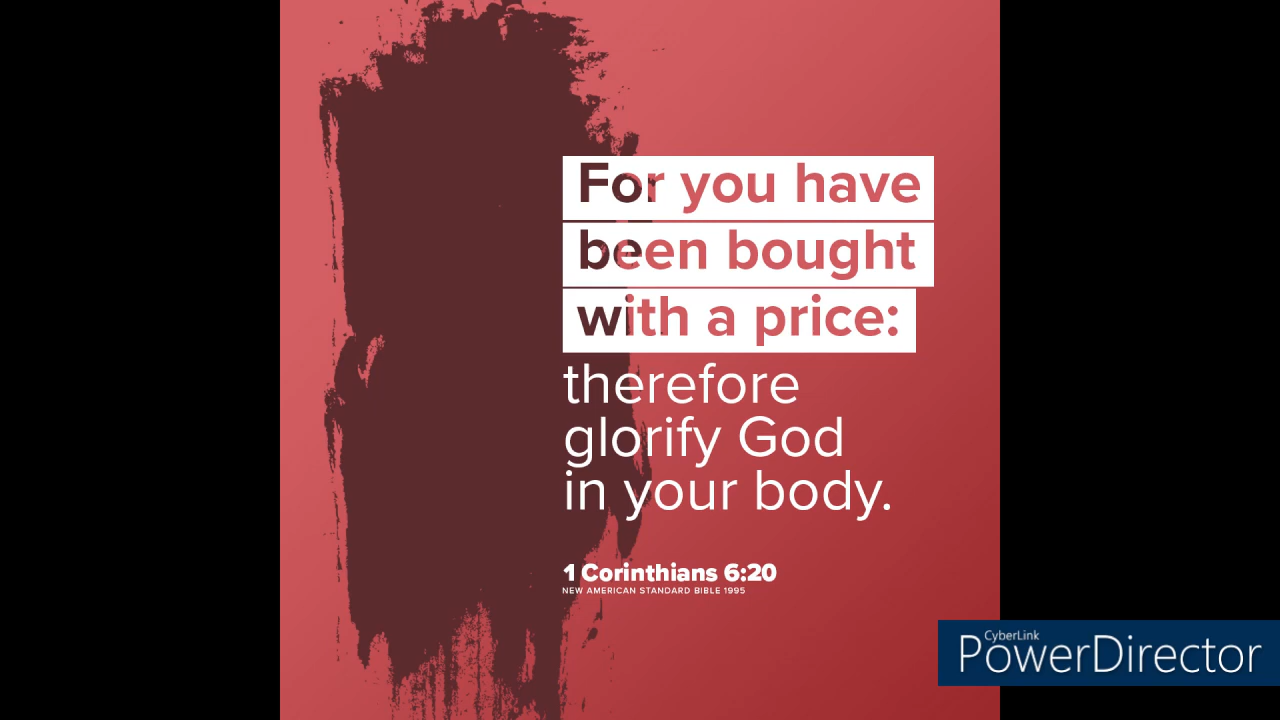 For you have
been bought
with a price:
therefore
glorify God
in your body.
1 Corinthians 6:20
NEW AMERICAN STANDARD BIBLE 1995
CyberLink
PowerDirector